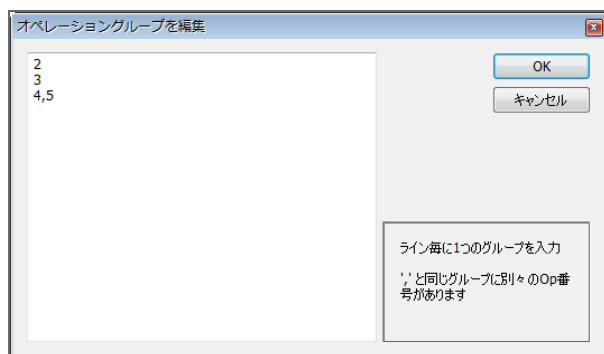 オペレーショングループを編集
2
3
4,5
OK
キャンセル
ライン毎に1つのグループを入力
','と同じグループに別々のOp番
号があります